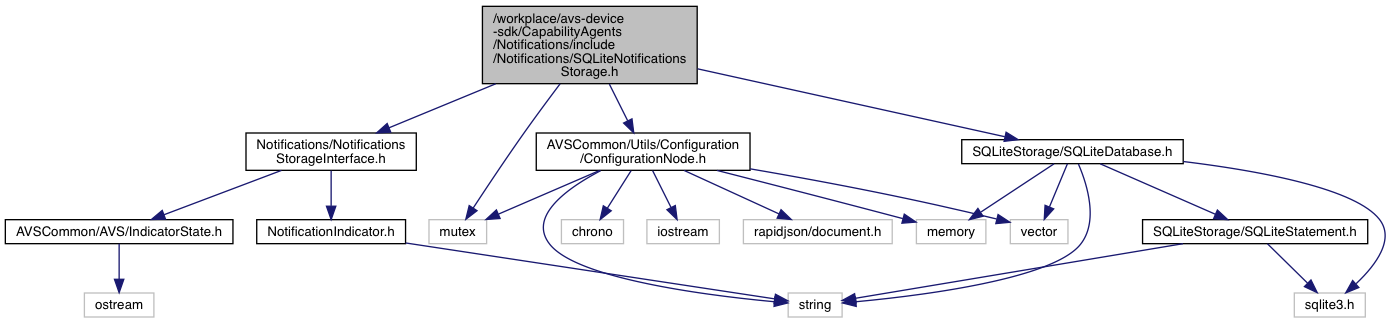 /workplace/avs-device
-sdk/CapabilityAgents
/Notifications/include
/Notifications/SQLiteNotifications
Storage.h
Notifications/Notifications
StorageInterface.h
AVSCommon/Utils/Configuration
/ConfigurationNode.h
SQLiteStorage/SQLiteDatabase.h
AVSCommon/AVS/IndicatorState.h
NotificationIndicator.h
mutex
chrono
iostream
rapidjson/document.h
memory
vector
SQLiteStorage/SQLiteStatement.h
ostream
string
sqlite3.h